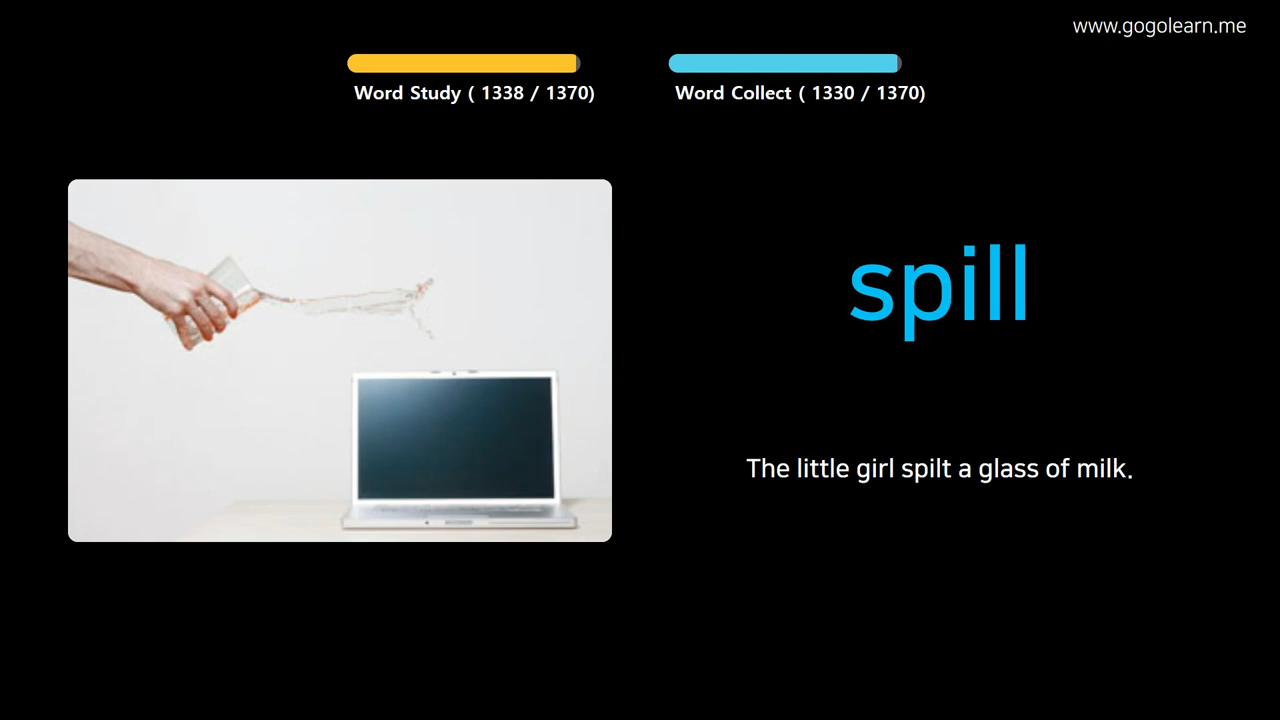 www.gogolearn.me
Word Study ( 1338 / 1370)
Word Collect ( 1330 / 1370)
spill
The little girl spilt a glass of milk.